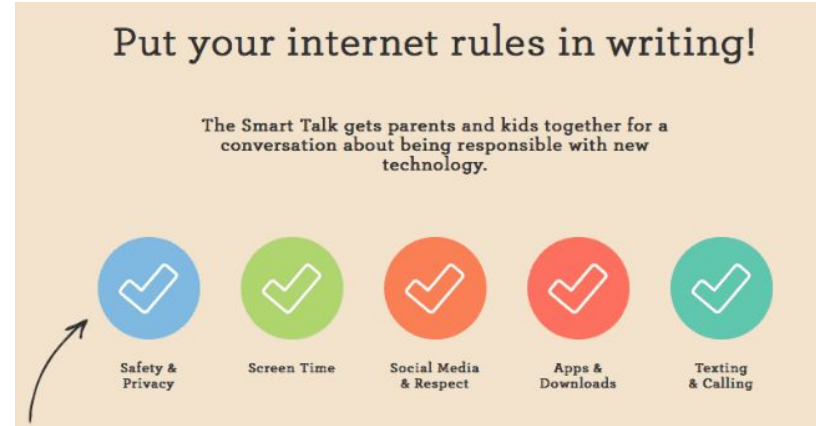 Put your internet rules in writing!
The Smart Talk gets parents and kids together for a
conversation about being responsible with new
technology.
Safety &
Privacy
Screen Time
Social Media
& Respect
Apps &
Downloads
Texting
& Calling